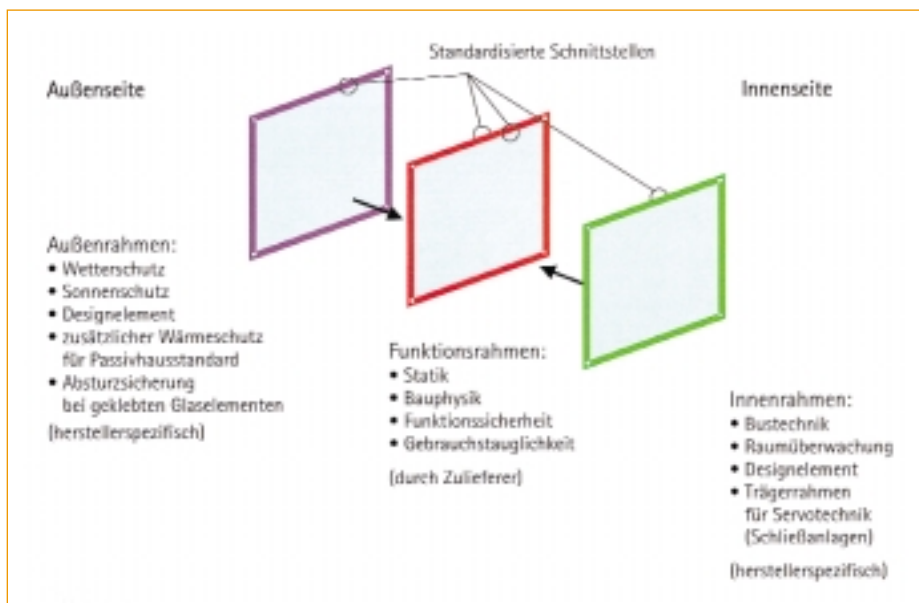 Standardisierte Schnittstellen
Außenseite
Innenseite
Außenrahmen:
• Wetterschutz
• Sonnenschutz
• Designelement
• zusätzlicher Wärmeschutz
für Passivhausstandard
• Absturzsicherung
bei geklebten Glaselementen
(herstellerspezifisch)
Funktionsrahmen:
• Statik
• Bauphysik
• Funktionssicherheit
• Gebrauchstauglichkeit
(durch Zulieferer)
Innenrahmen:
• Bustechnik
• Raumüberwachung
• Designelement
• Trägerrahmen
für Servotechnik
(Schließanlagen)
(herstellerspezifisch)